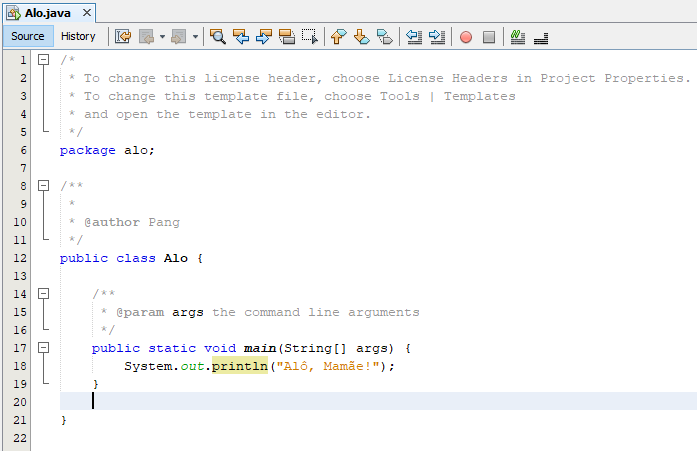 Alo.java
Source History
1 /*
2 * To change this license header, choose License Headers in Project Properties.
3 * To change this template file, choose Tools | Templates
4 * and open the template in the editor.
5 */
6 package alo;
7
8 /**
9 *
10 * @author Pang
11 */
12 public class Alo {
13
14 /**
15 * @param args the command line arguments
16 */
17 public static void main(String[] args) {
18 System.out.println("Alô, Mamãe!");
19 }
20
21 }
22